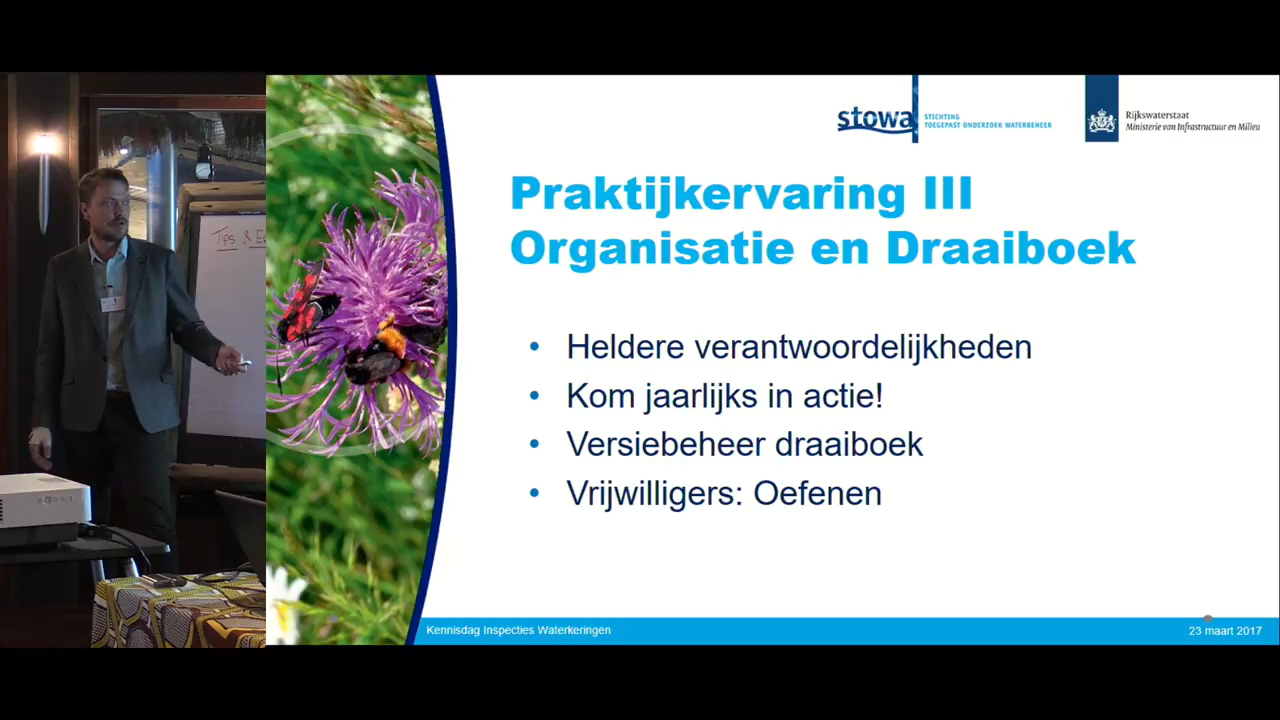 stowa
STICHTING
TOEGEPAST ONDERZOEK WATERBEHEER
Rijkswaterstaat
Ministerie van Infrastructuur en Milieu
Praktijkervaring III
Organisatie en Draaiboek
• Heldere verantwoordelijkheden
• Kom jaarlijks in actie!
• Versiebeheer draaiboek
• Vrijwilligers: Oefenen
Tips &
Kennisdag Inspecties Waterkeringen
23 maart 2017